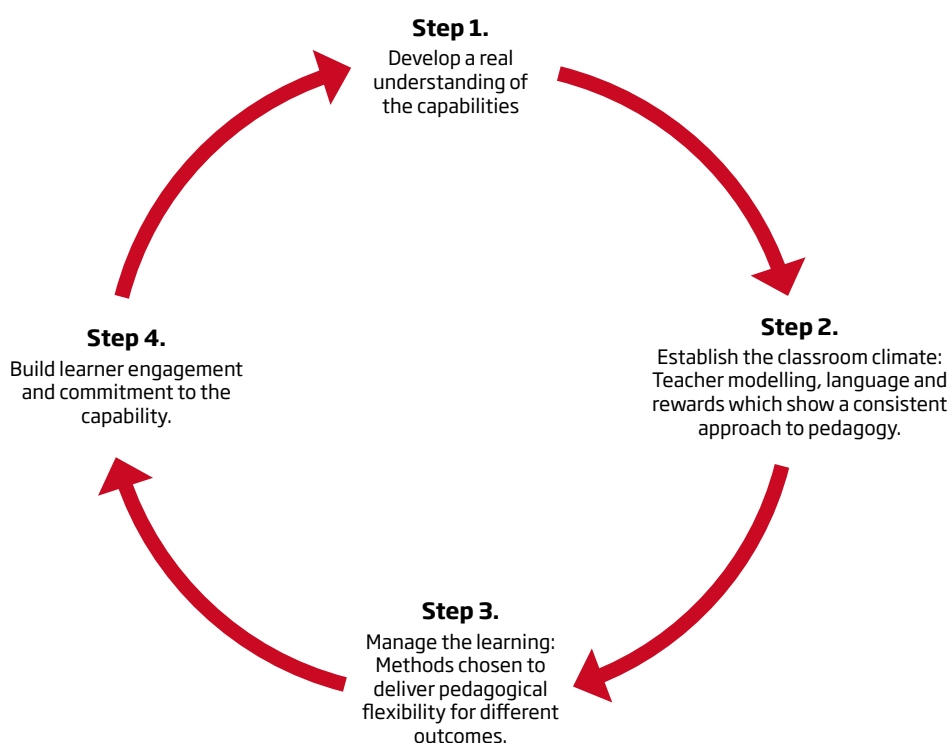 Step 1.
Develop a real
understanding of
the capabilities
Step 2.
Establish the classroom climate:
Teacher modelling, language and
rewards which show a consistent
approach to pedagogy.
Step 3.
Manage the learning:
Methods chosen to
deliver pedagogical
flexibility for different
outcomes.
Step 4.
Build learner engagement
and commitment to the
capability.